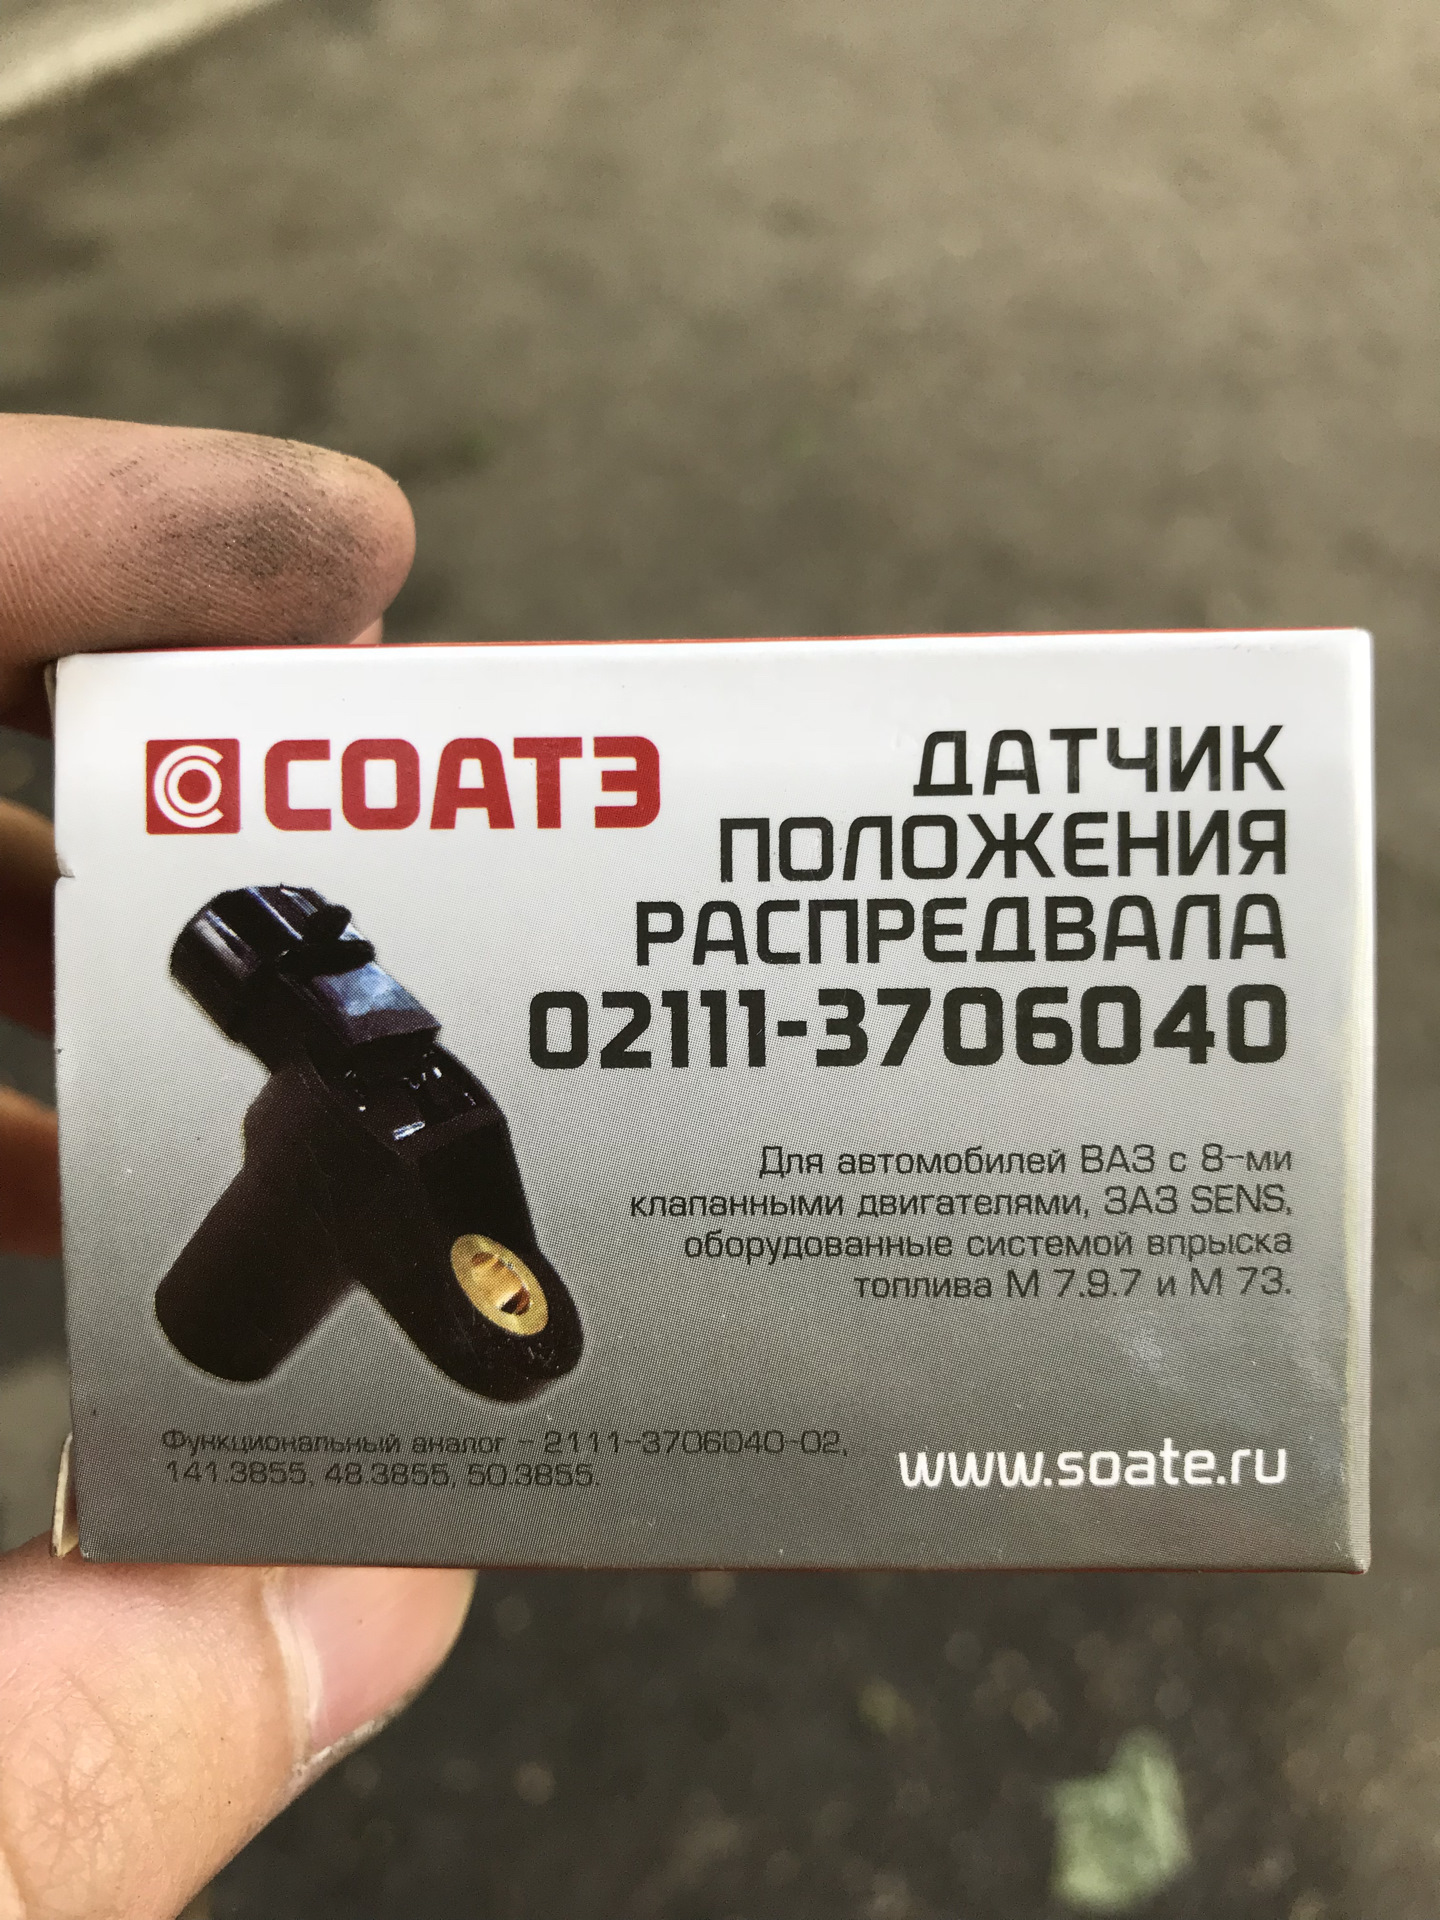 СОАТЭ
ДАТЧИК
ПОЛОЖЕНИЯ
РАСПРЕДВАЛА
02111-3706040
Для автомобилей ВАЗ с 8-ми
клапанными двигателями, ЗАЗ SENS,
оборудованные системой впрыска
топлива М 7.9.7 и М 73.
Функциональный аналог - 2111-3706040-02,
141.3855. 48.3855, 50.3855.
www.soate.ru